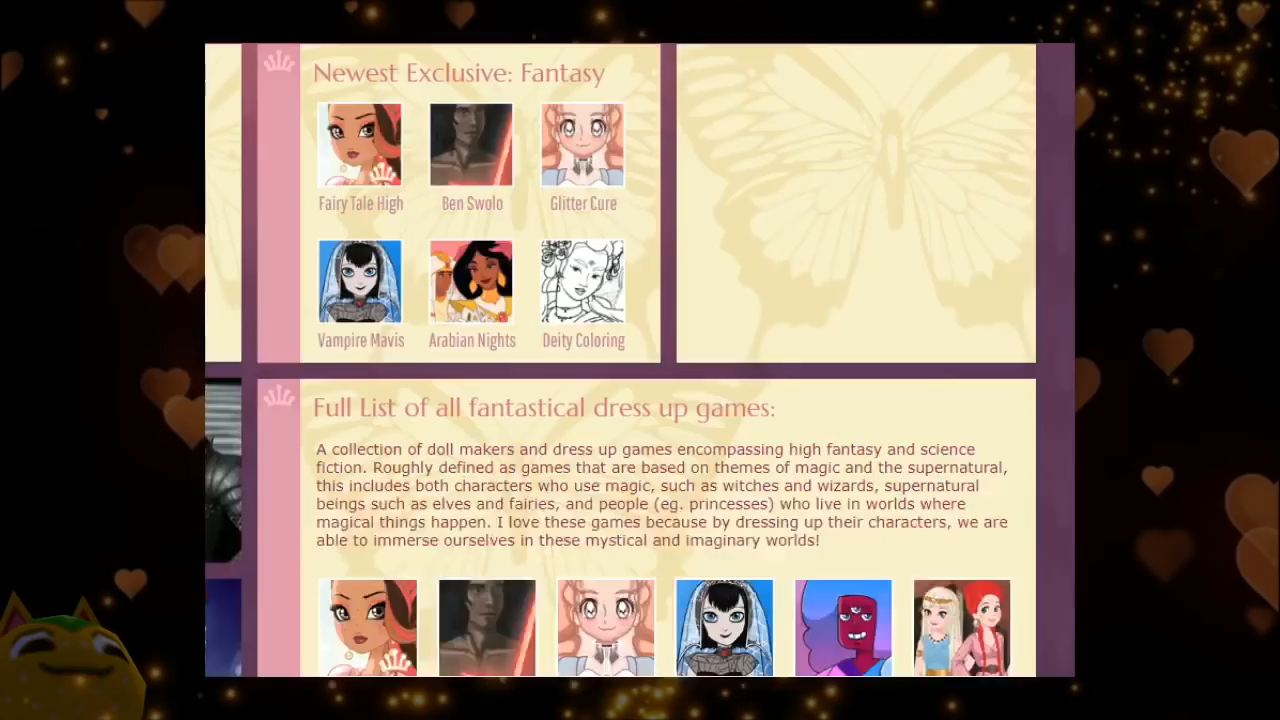 Newest Exclusive: Fantasy
Fairy Tale High
Ben Swolo
Glitter Cure
Vampire Mavis
Arabian Nights
Deity Coloring
Full List of all fantastical dress up games:
A collection of doll makers and dress up games encompassing high fantasy and science
fiction. Roughly defined as games that are based on themes of magic and the supernatural,
this includes both characters who use magic, such as witches and wizards, supernatural
beings such as elves and fairies, and people (eg. princesses) who live in worlds where
magical things happen. I love these games because by dressing up their characters, we are
able to immerse ourselves in these mystical and imaginary worlds!